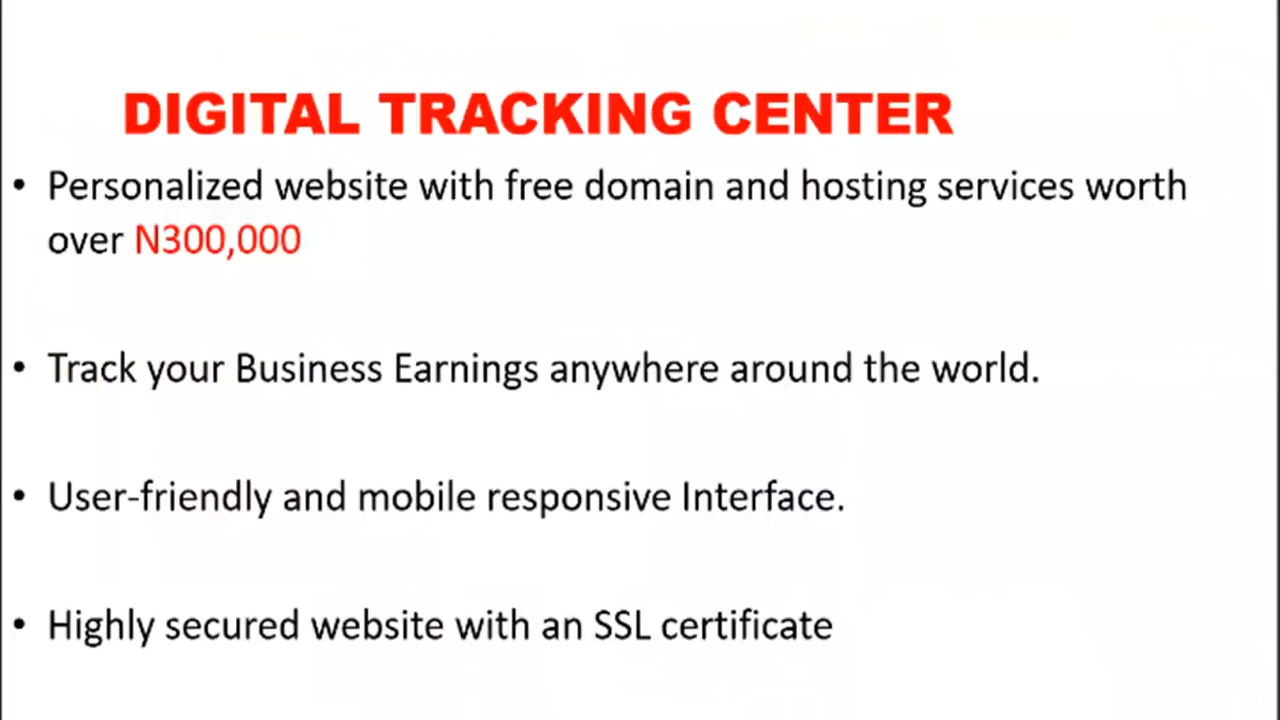 DIGITAL TRACKING CENTER
• Personalized website with free domain and hosting services worth
over N300,000
• Track your Business Earnings anywhere around the world.
• User-friendly and mobile responsive Interface.
• Highly secured website with an SSL certificate